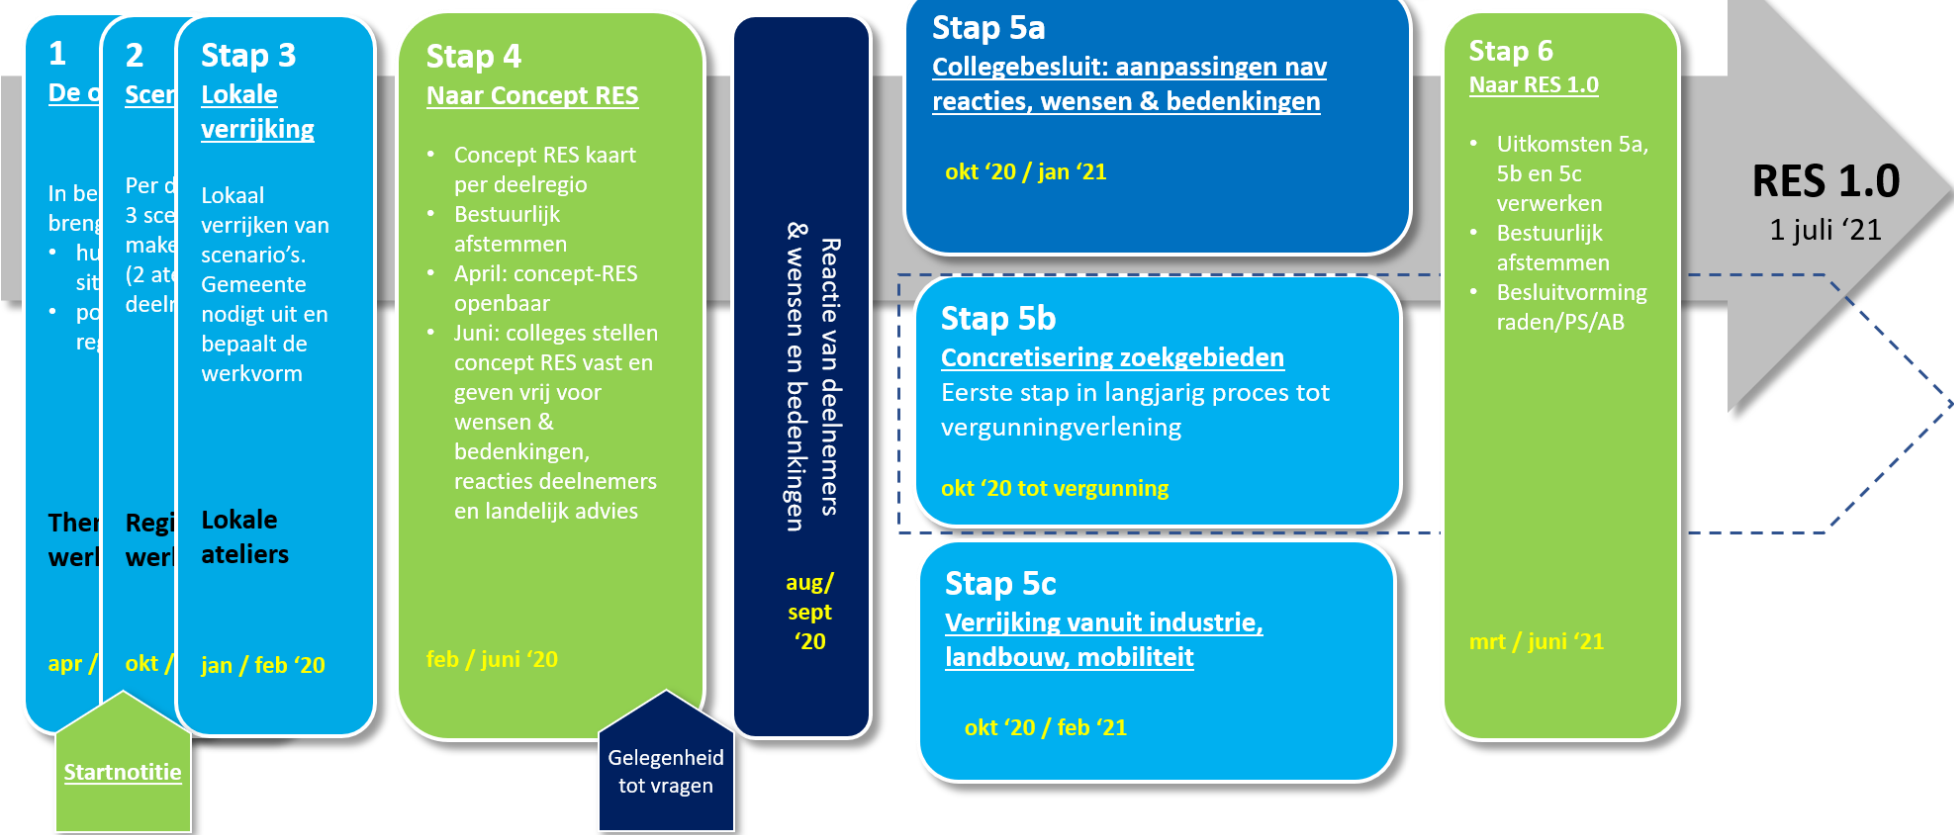 1
De o
In be
breng
• hu
sit
• po
reg
werl
apr /
2
Scer
Per d
3 sce
make
(2 ate
deelr
Regi
werl
okt /
Stap 3
Lokale
verrijking
Lokaal
verrijken van
scenario’s.
Gemeente
nodigt uit en
bepaalt de
werkvorm
Lokale
ateliers
jan / feb ‘20
Startnotitie
Stap 4
Naar Concept RES
• Concept RES kaart
per deelregio
• Bestuurlijk
afstemmen
• April: concept-RES
openbaar
• Juni: colleges stellen
concept RES vast en
geven vrij voor
wensen &
bedenkingen,
reacties deelnemers
en landelijk advies
feb / juni ‘20
Gelegenheid
tot vragen
Reactie van deelnemers
& wensen en bedenkingen
aug/
sept
‘20
Stap 5a
Collegebesluit: aanpassingen nav
reacties, wensen & bedenkingen
okt ‘20 / jan ‘21
Stap 5b
Concretisering zoekgebieden
Eerste stap in langjarig proces tot
vergunningverlening
okt ‘20 tot vergunning
Stap 5c
Verrijking vanuit industrie,
landbouw, mobiliteit
okt ‘20 / feb ‘21
Stap 6
Naar RES 1.0
• Uitkomsten 5a,
5b en 5c
verwerken
• Bestuurlijk
afstemmen
• Besluitvorming
raden/PS/AB
mrt / juni ‘21
RES 1.0
1 juli ‘21